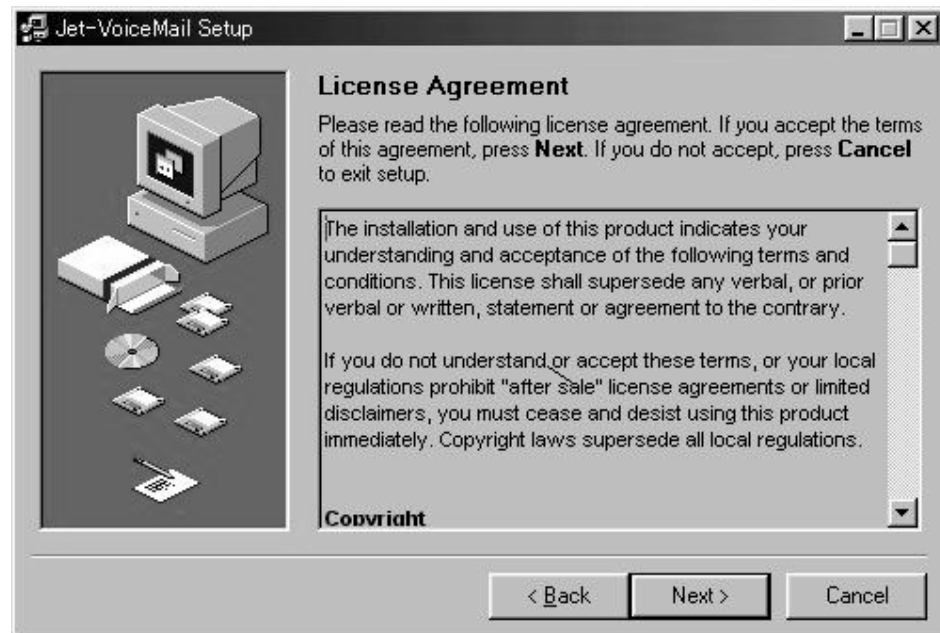 Jet-VoiceMail Setup
License Agreement
Please read the following license agreement. If you accept the terms
of this agreement, press Next. If you do not accept, press Cancel
to exit setup.
The installation and use of this product indicates your
understanding and acceptance of the following terms and
conditions. This license shall supersede any verbal, or prior
verbal or written, statement or agreement to the contrary.
If you do not understand or accept these terms, or your local
regulations prohibit "after sale" license agreements or limited
disclaimers, you must cease and desist using this product
immediately. Copyright laws supersede all local regulations.
Copyright
< Back Next > Cancel